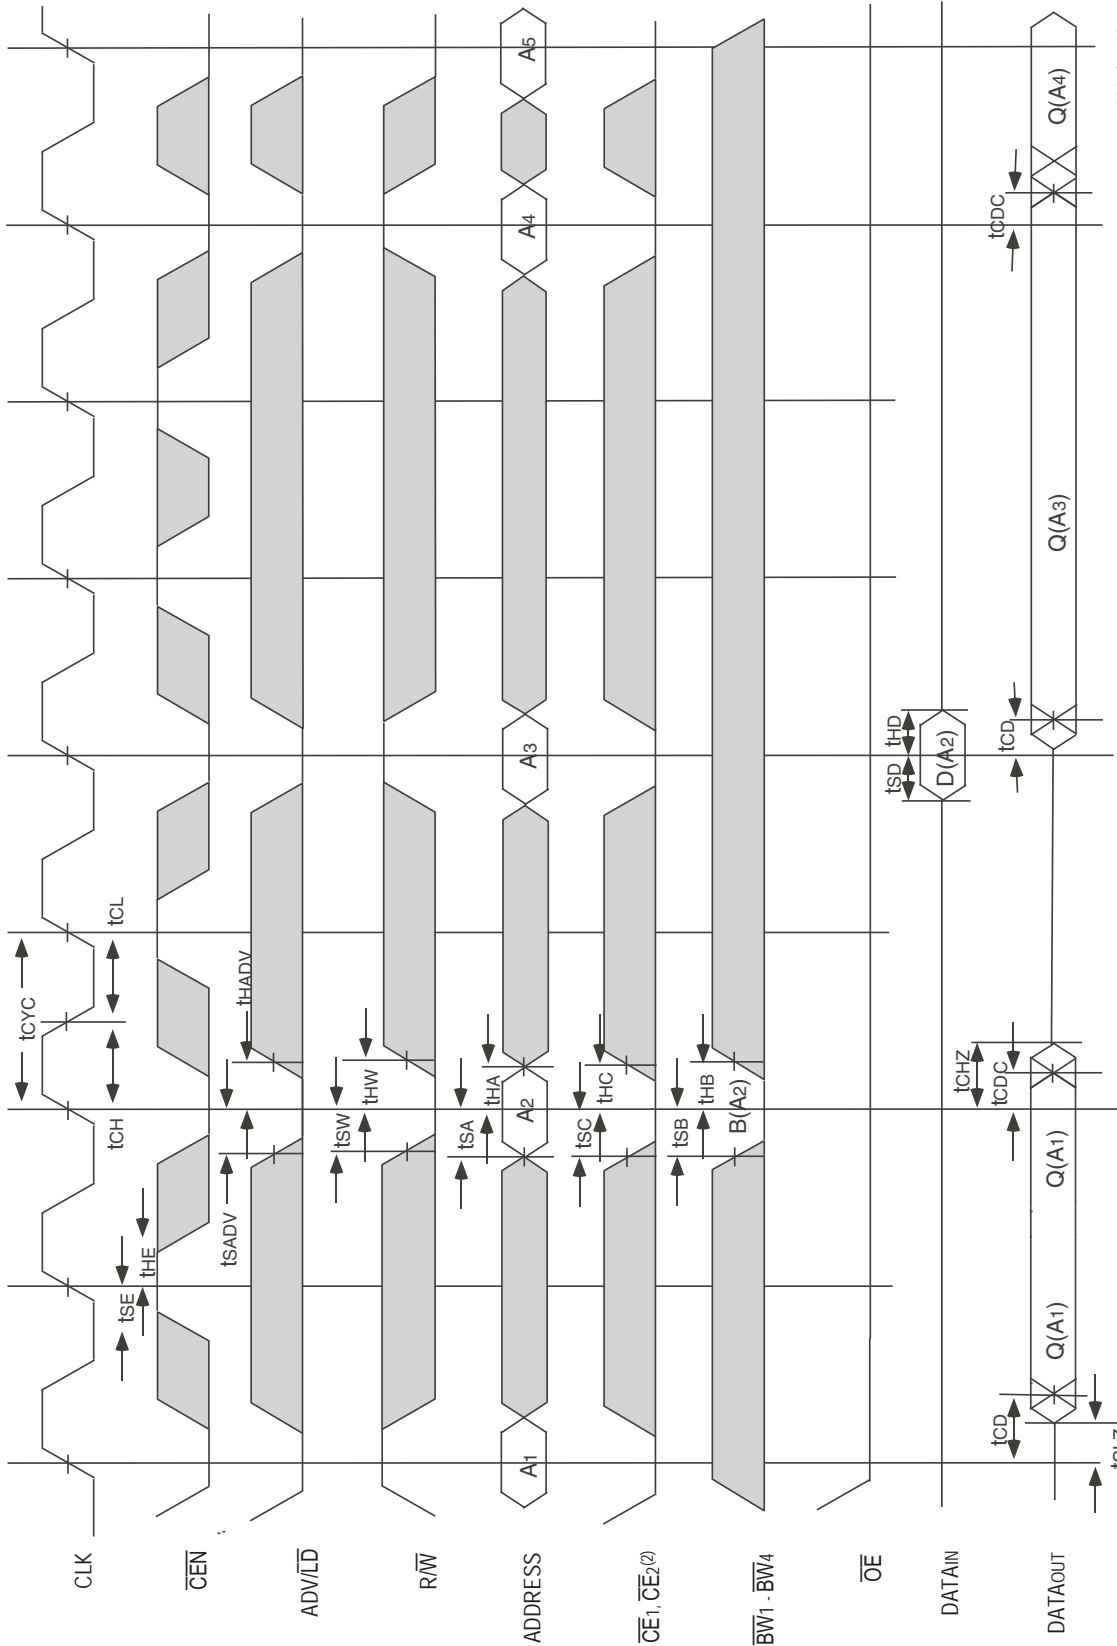 CLK
tCYC
tCH
tCL
CEN
tSE
tHE
ADV/LD
tSADV
tHADV
R/W
tSW
tHW
ADDRESS
A1
tSA
tHA
A2
A3
A4
A5
CE1, CE2(2)
tSC
tHC
BW1 - BW4
tSB
tHB
B(A2)
OE
DATAIN
tSD
tHD
D(A2)
DATAOUT
tCD
Q(A1)
Q(A1)
tCHZ
tCDC
tCD
Q(A3)
tCDC
Q(A4)